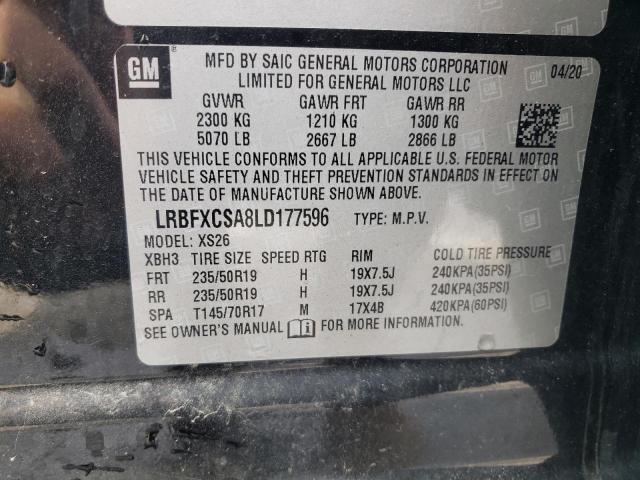 GM
MFD BY SAIC GENERAL MOTORS CORPORATION 04/20
LIMITED FOR GENERAL MOTORS LLC
GVWR GAWR FRT GAWR RR
2300 KG 1210 KG 1300 KG
5070 LB 2667 LB 2866 LB
THIS VEHICLE CONFORMS TO ALL APPLICABLE U.S. FEDERAL MOTOR
VEHICLE SAFETY AND THEFT PREVENTION STANDARDS IN EFFECT ON
THE DATE OF MANUFACTURE SHOWN ABOVE.
LRBFXCSA8LD177596 TYPE: M.P.V.
MODEL: XS26
XBH3 TIRE SIZE SPEED RTG RIM COLD TIRE PRESSURE
FRT 235/50R19 H 19X7.5J 240KPA(35PSI)
RR 235/50R19 H 19X7.5J 240KPA(35PSI)
SPA T145/70R17 M 17X4B 420KPA(60PSI)
SEE OWNER'S MANUAL FOR MORE INFORMATION.